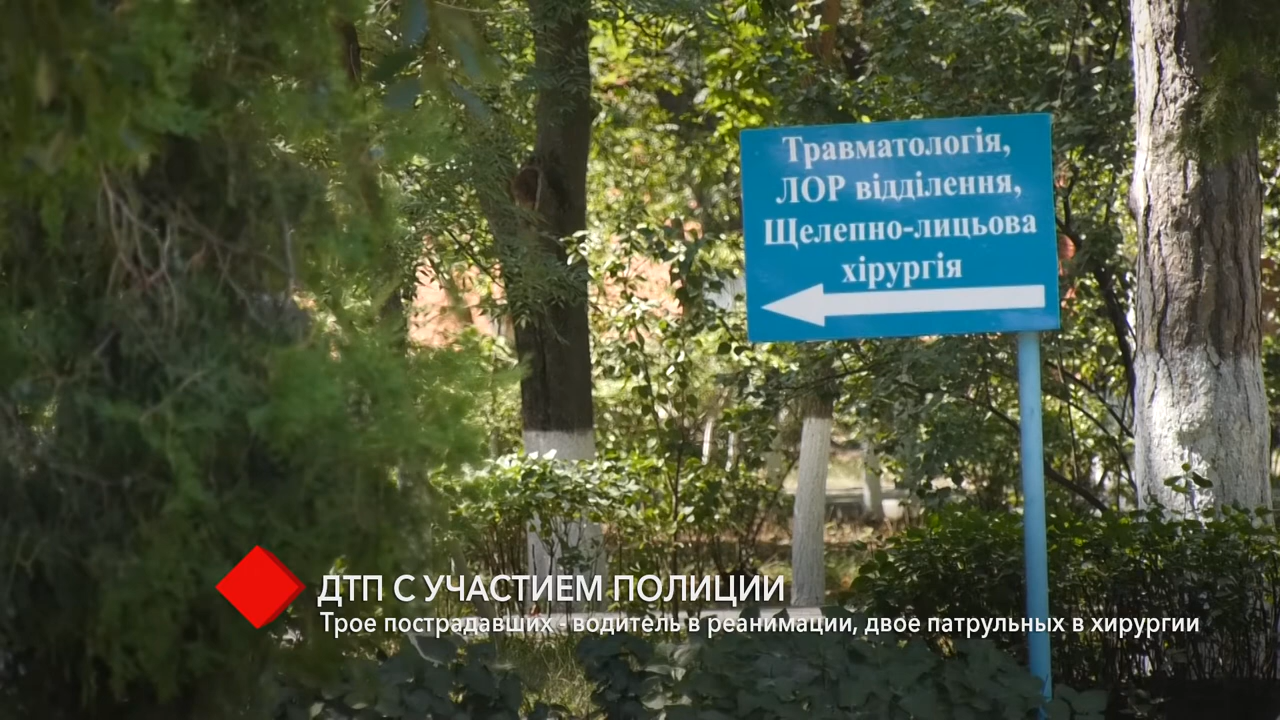 Травматологія,
ЛОР відділення,
Щелепно-лицьова
хірургія
ДТП С УЧАСТИЕМ ПОЛИЦИИ
Трое пострадавших - водитель в реанимации, двое патрульных в хирургии